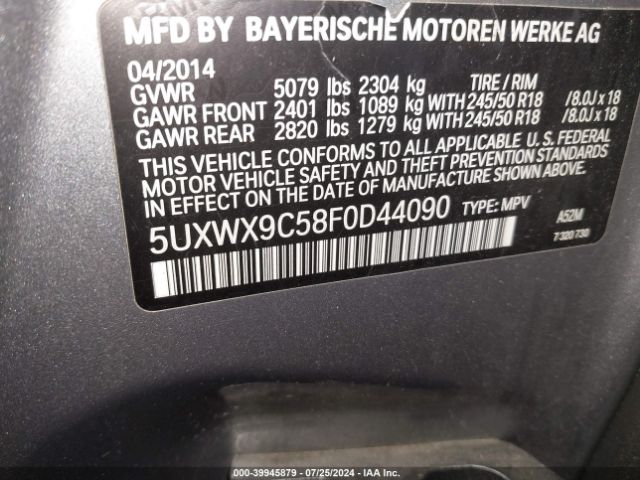 MFD BY BAYERISCHE MOTOREN WERKE AG
04/2014
GVWR 5079 lbs 2304 kg TIRE / RIM
GAWR FRONT 2401 lbs 1089 kg WITH 245/50 R18 /8.0J x 18
GAWR REAR 2820 lbs 1279 kg WITH 245/50 R18 /8.0J x 18
THIS VEHICLE CONFORMS TO ALL APPLICABLE U.S. FEDERAL
MOTOR VEHICLE SAFETY AND THEFT PREVENTION STANDARDS
IN EFFECT ON THE DATE OF MANUFACTURE SHOWN ABOVE.
5UXWX9C58F0D44090 TYPE: MPV A52M
7 320 730
000-39945879 / 07/25/2024 / IAA Inc.